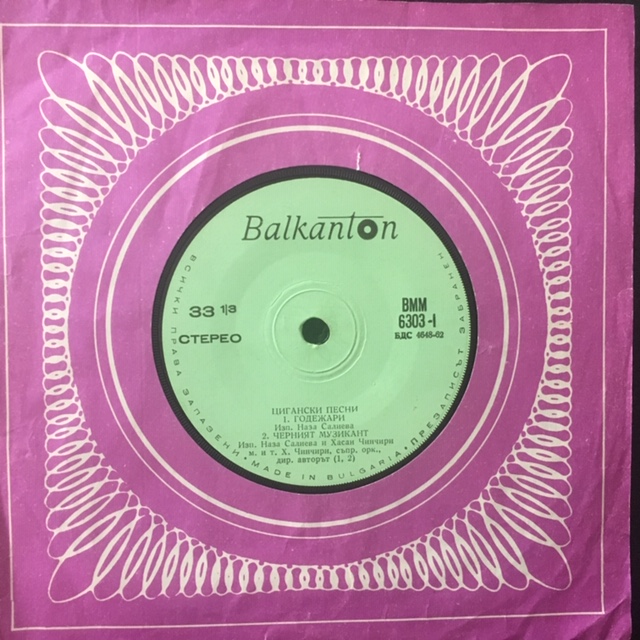 Balkanton
33 1/3
СТЕРЕО
ВММ
6303-I
БДС 4648-62
ЦИГАНСКИ ПЕСНИ
1. ГОДЕЖАРИ
Изп. Наза Салиева
2. ЧЕРНИЯТ МУЗИКАНТ
Изп. Наза Салиева и Хасан Чинчири
м. и т. Х. Чинчири, съпр. орк.,
дир. авторът (1, 2)
ВСИЧКИ ПРАВА ЗАПАЗЕНИ • MADE IN BULGARIA • ПРЕЗАПИСЪТ ЗАБРАНЕН